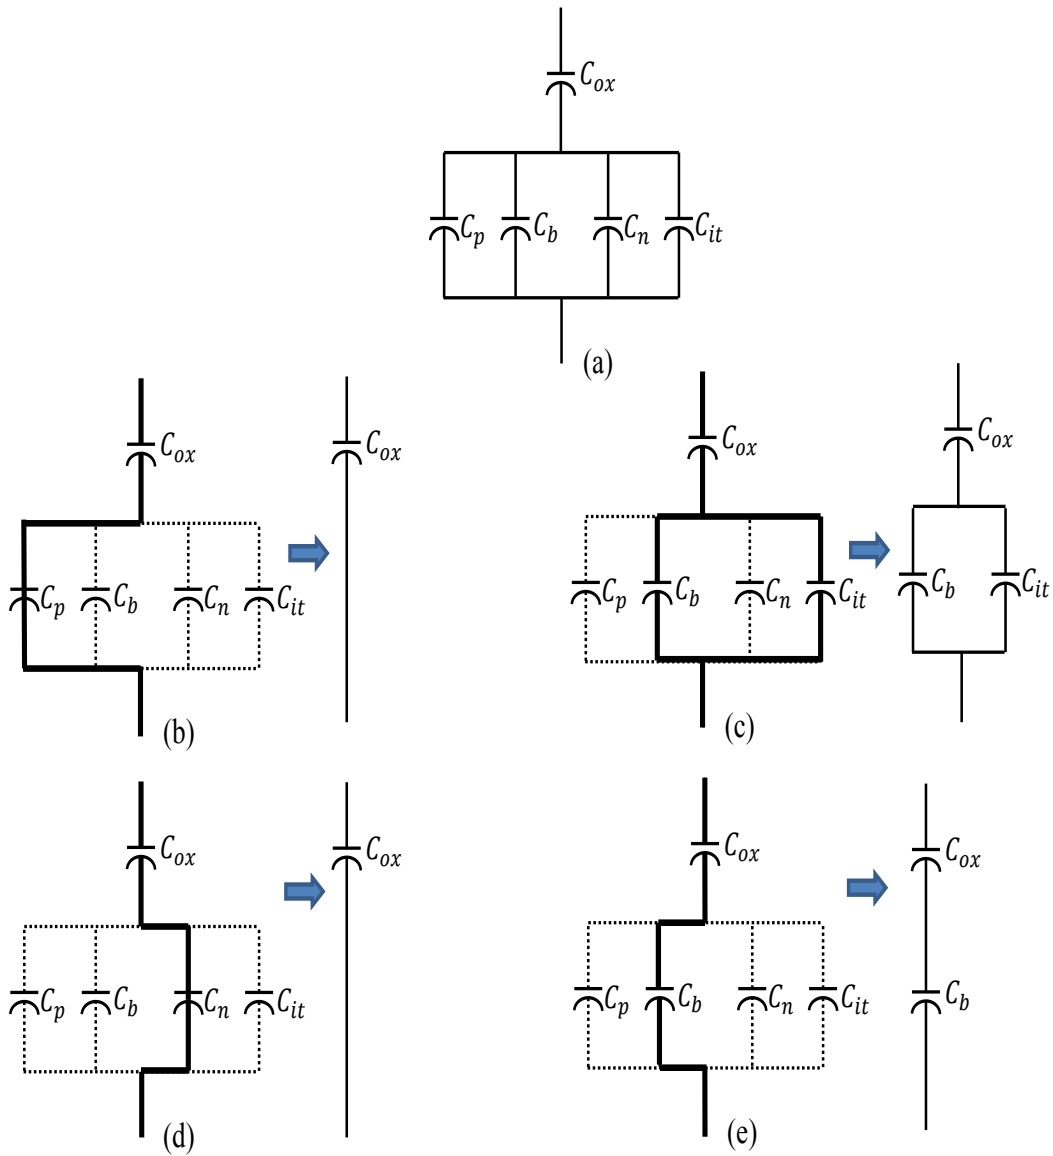 C_ox
C_p C_b C_n C_it
(a)
C_ox C_ox
C_p C_b C_n C_it
(b)
C_ox C_ox
C_p C_b C_n C_it C_b C_it
(c)
C_ox C_ox
C_p C_b C_n C_it
(d)
C_ox C_ox
C_p C_b C_n C_it C_b
(e)